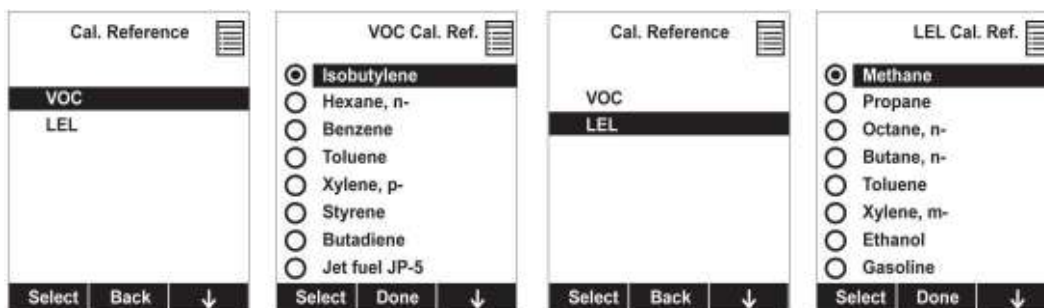 Cal. Reference
VOC
LEL
Select Back ↓
VOC Cal. Ref.
Isobutylene
Hexane, n-
Benzene
Toluene
Xylene, p-
Styrene
Butadiene
Jet fuel JP-5
Select Done ↓
Cal. Reference
VOC
LEL
Select Back ↓
LEL Cal. Ref.
Methane
Propane
Octane, n-
Butane, n-
Toluene
Xylene, m-
Ethanol
Gasoline
Select Done ↓